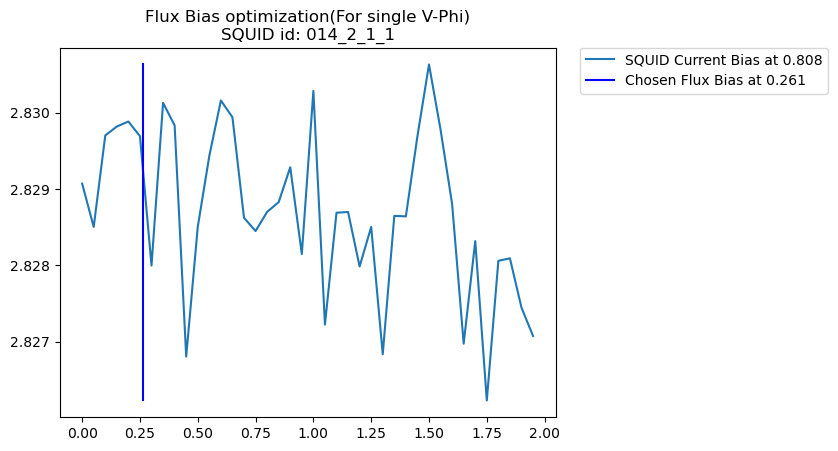 Flux Bias optimization(For single V-Phi)
SQUID id: 014_2_1_1
SQUID Current Bias at 0.808
Chosen Flux Bias at 0.261
2.830
2.829
2.828
2.827
0.00 0.25 0.50 0.75 1.00 1.25 1.50 1.75 2.00